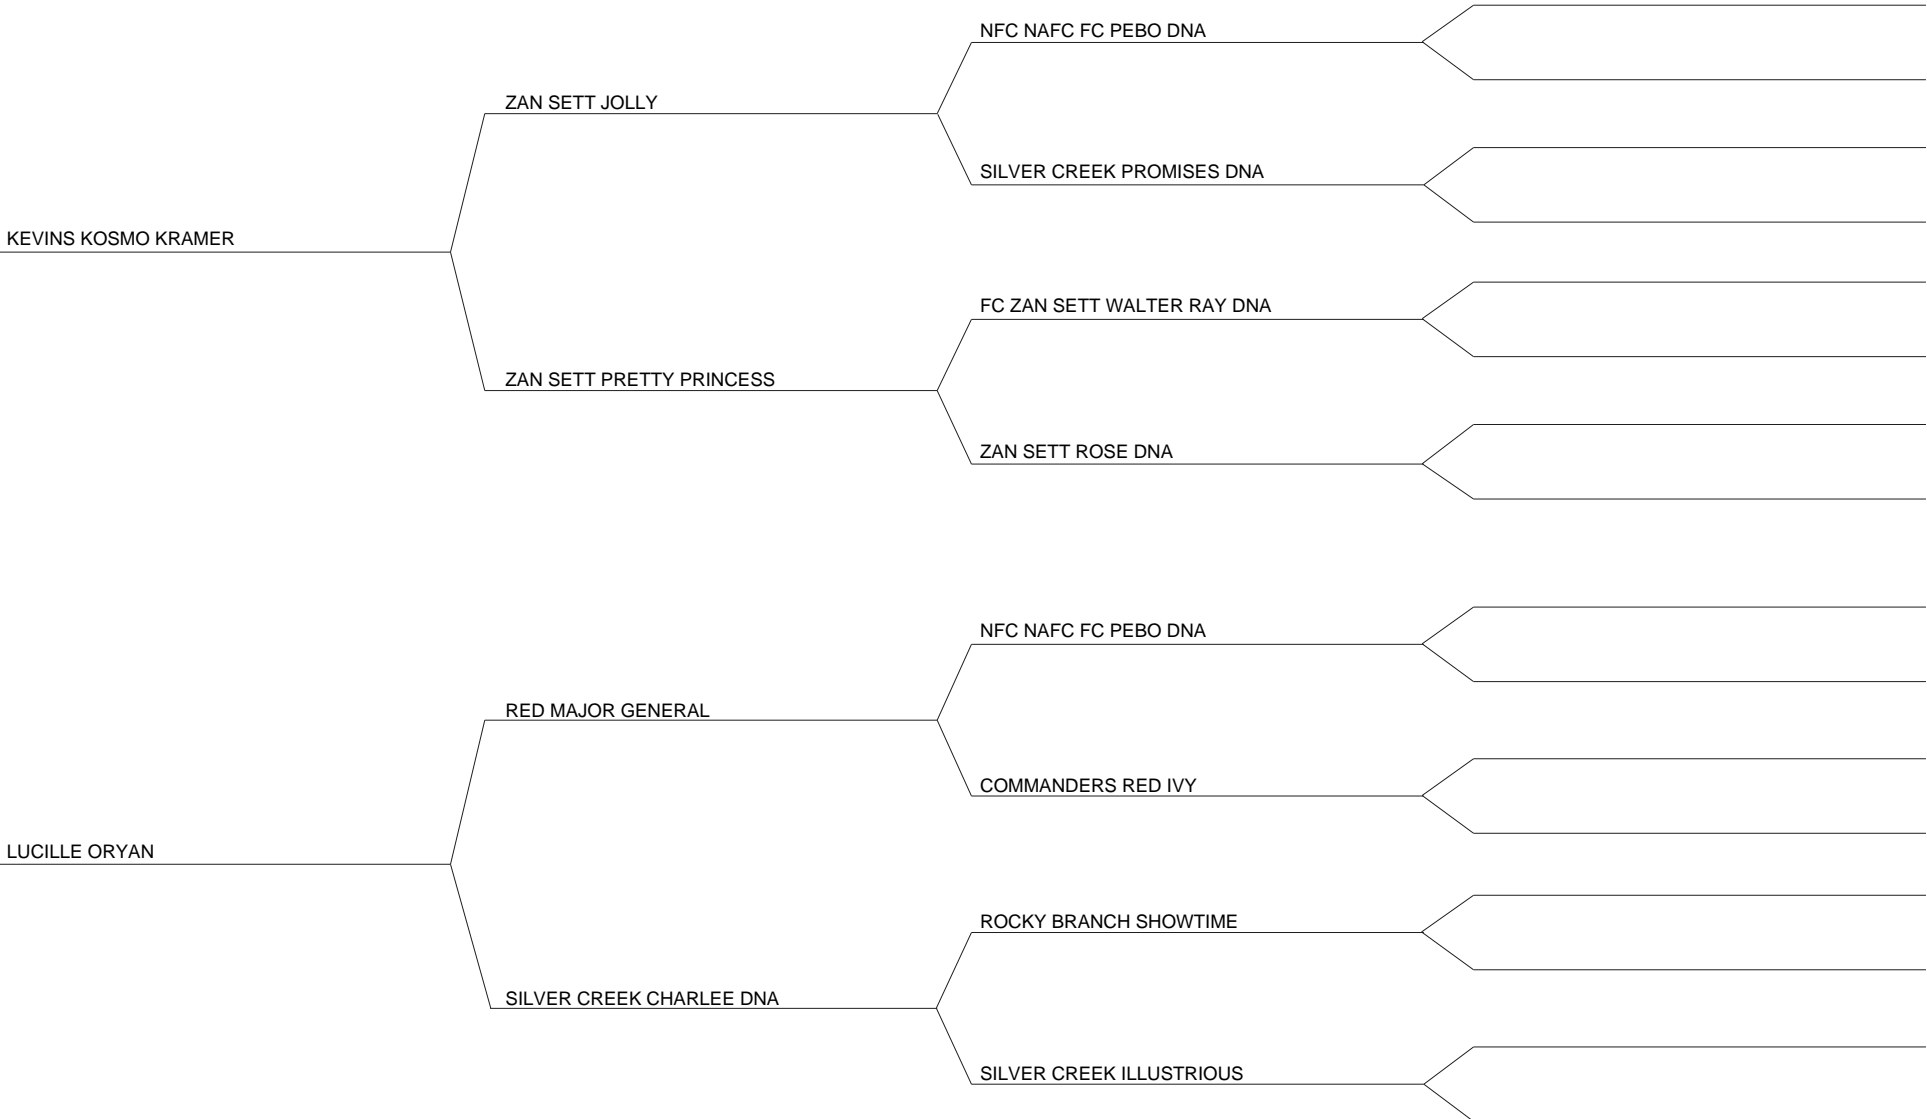 NFC NAFC FC PEBO DNA
ZAN SETT JOLLY
SILVER CREEK PROMISES DNA
KEVINS KOSMO KRAMER
FC ZAN SETT WALTER RAY DNA
ZAN SETT PRETTY PRINCESS
ZAN SETT ROSE DNA
NFC NAFC FC PEBO DNA
RED MAJOR GENERAL
COMMANDERS RED IVY
LUCILLE ORYAN
ROCKY BRANCH SHOWTIME
SILVER CREEK CHARLEE DNA
SILVER CREEK ILLUSTRIOUS